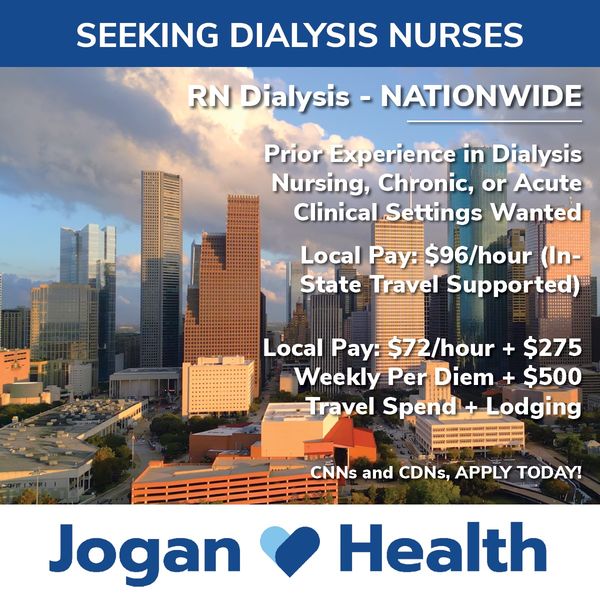 SEEKING DIALYSIS NURSES
RN Dialysis - NATIONWIDE
Prior Experience in Dialysis
Nursing, Chronic, or Acute
Clinical Settings Wanted
Local Pay: $96/hour (In-
State Travel Supported)
Local Pay: $72/hour + $275
Weekly Per Diem + $500
Travel Spend + Lodging
CNNs and CDNs, APPLY TODAY!
Jogan Health